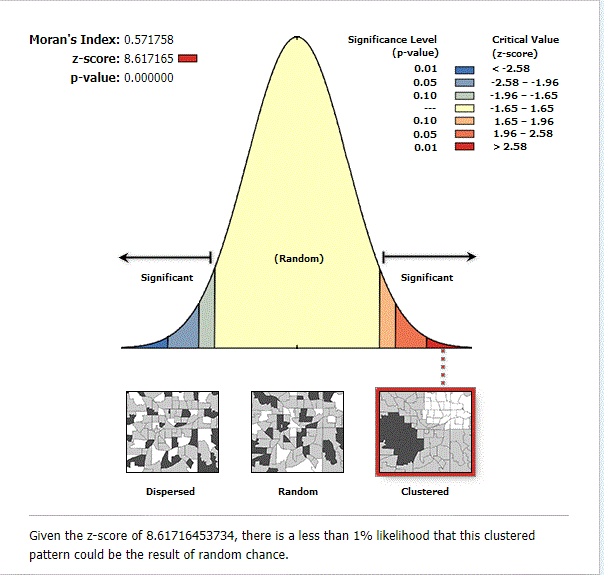 Moran's Index: 0.571758
z-score: 8.617165
p-value: 0.000000
Significance Level
(p-value)
Critical Value
(z-score)
0.01 < -2.58
0.05 -2.58 – -1.96
0.10 -1.96 – -1.65
--- -1.65 – 1.65
0.10 1.65 – 1.96
0.05 1.96 – 2.58
0.01 > 2.58
(Random)
Significant
Significant
Dispersed
Random
Clustered
Given the z-score of 8.61716453734, there is a less than 1% likelihood that this clustered
pattern could be the result of random chance.